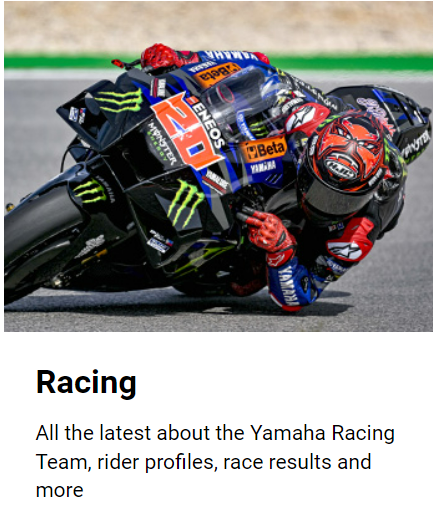 YAMAHA
Beta
ENEOS
MONSTER
20
Beta
YAMAHA
YAMAHA
Racing
All the latest about the Yamaha Racing
Team, rider profiles, race results and
more